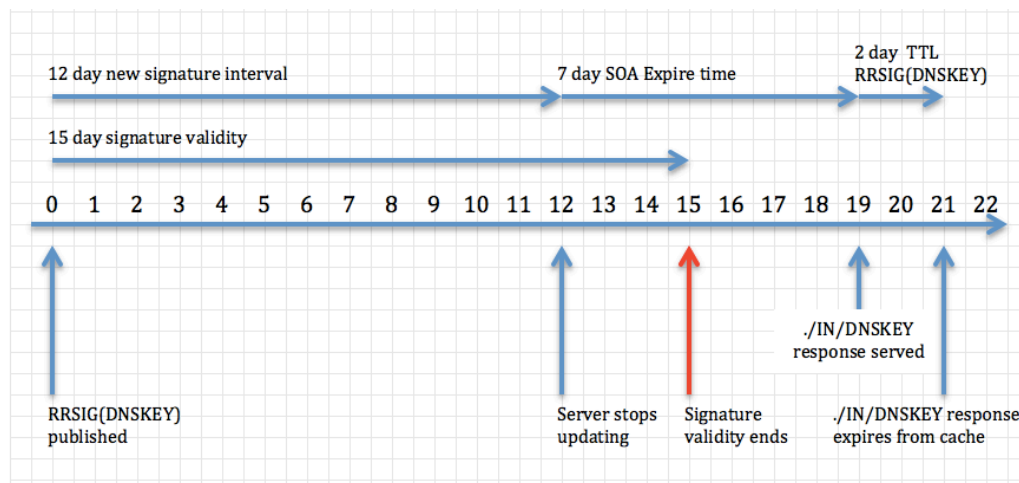 2 day TTL
RRSIG(DNSKEY)
12 day new signature interval
7 day SOA Expire time
15 day signature validity
0 1 2 3 4 5 6 7 8 9 10 11 12 13 14 15 16 17 18 19 20 21 22
./IN/DNSKEY
response served
RRSIG(DNSKEY)
published
Server stops
updating
Signature
validity ends
./IN/DNSKEY response
expires from cache